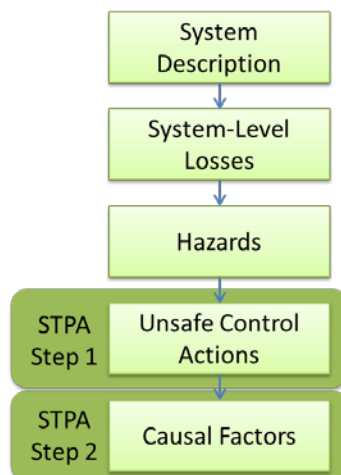 System
Description
System-Level
Losses
Hazards
STPA
Step 1
Unsafe Control
Actions
STPA
Step 2
Causal Factors